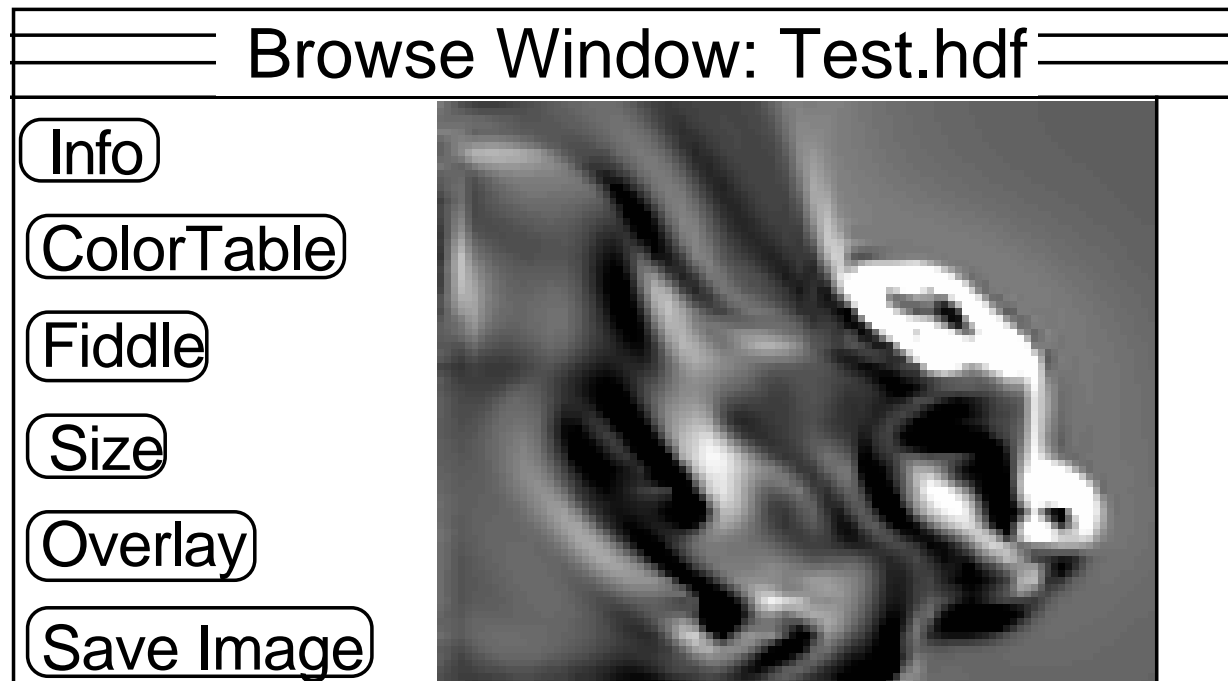 Browse Window: Test.hdf
Info
ColorTable
Fiddle
Size
Overlay
Save Image